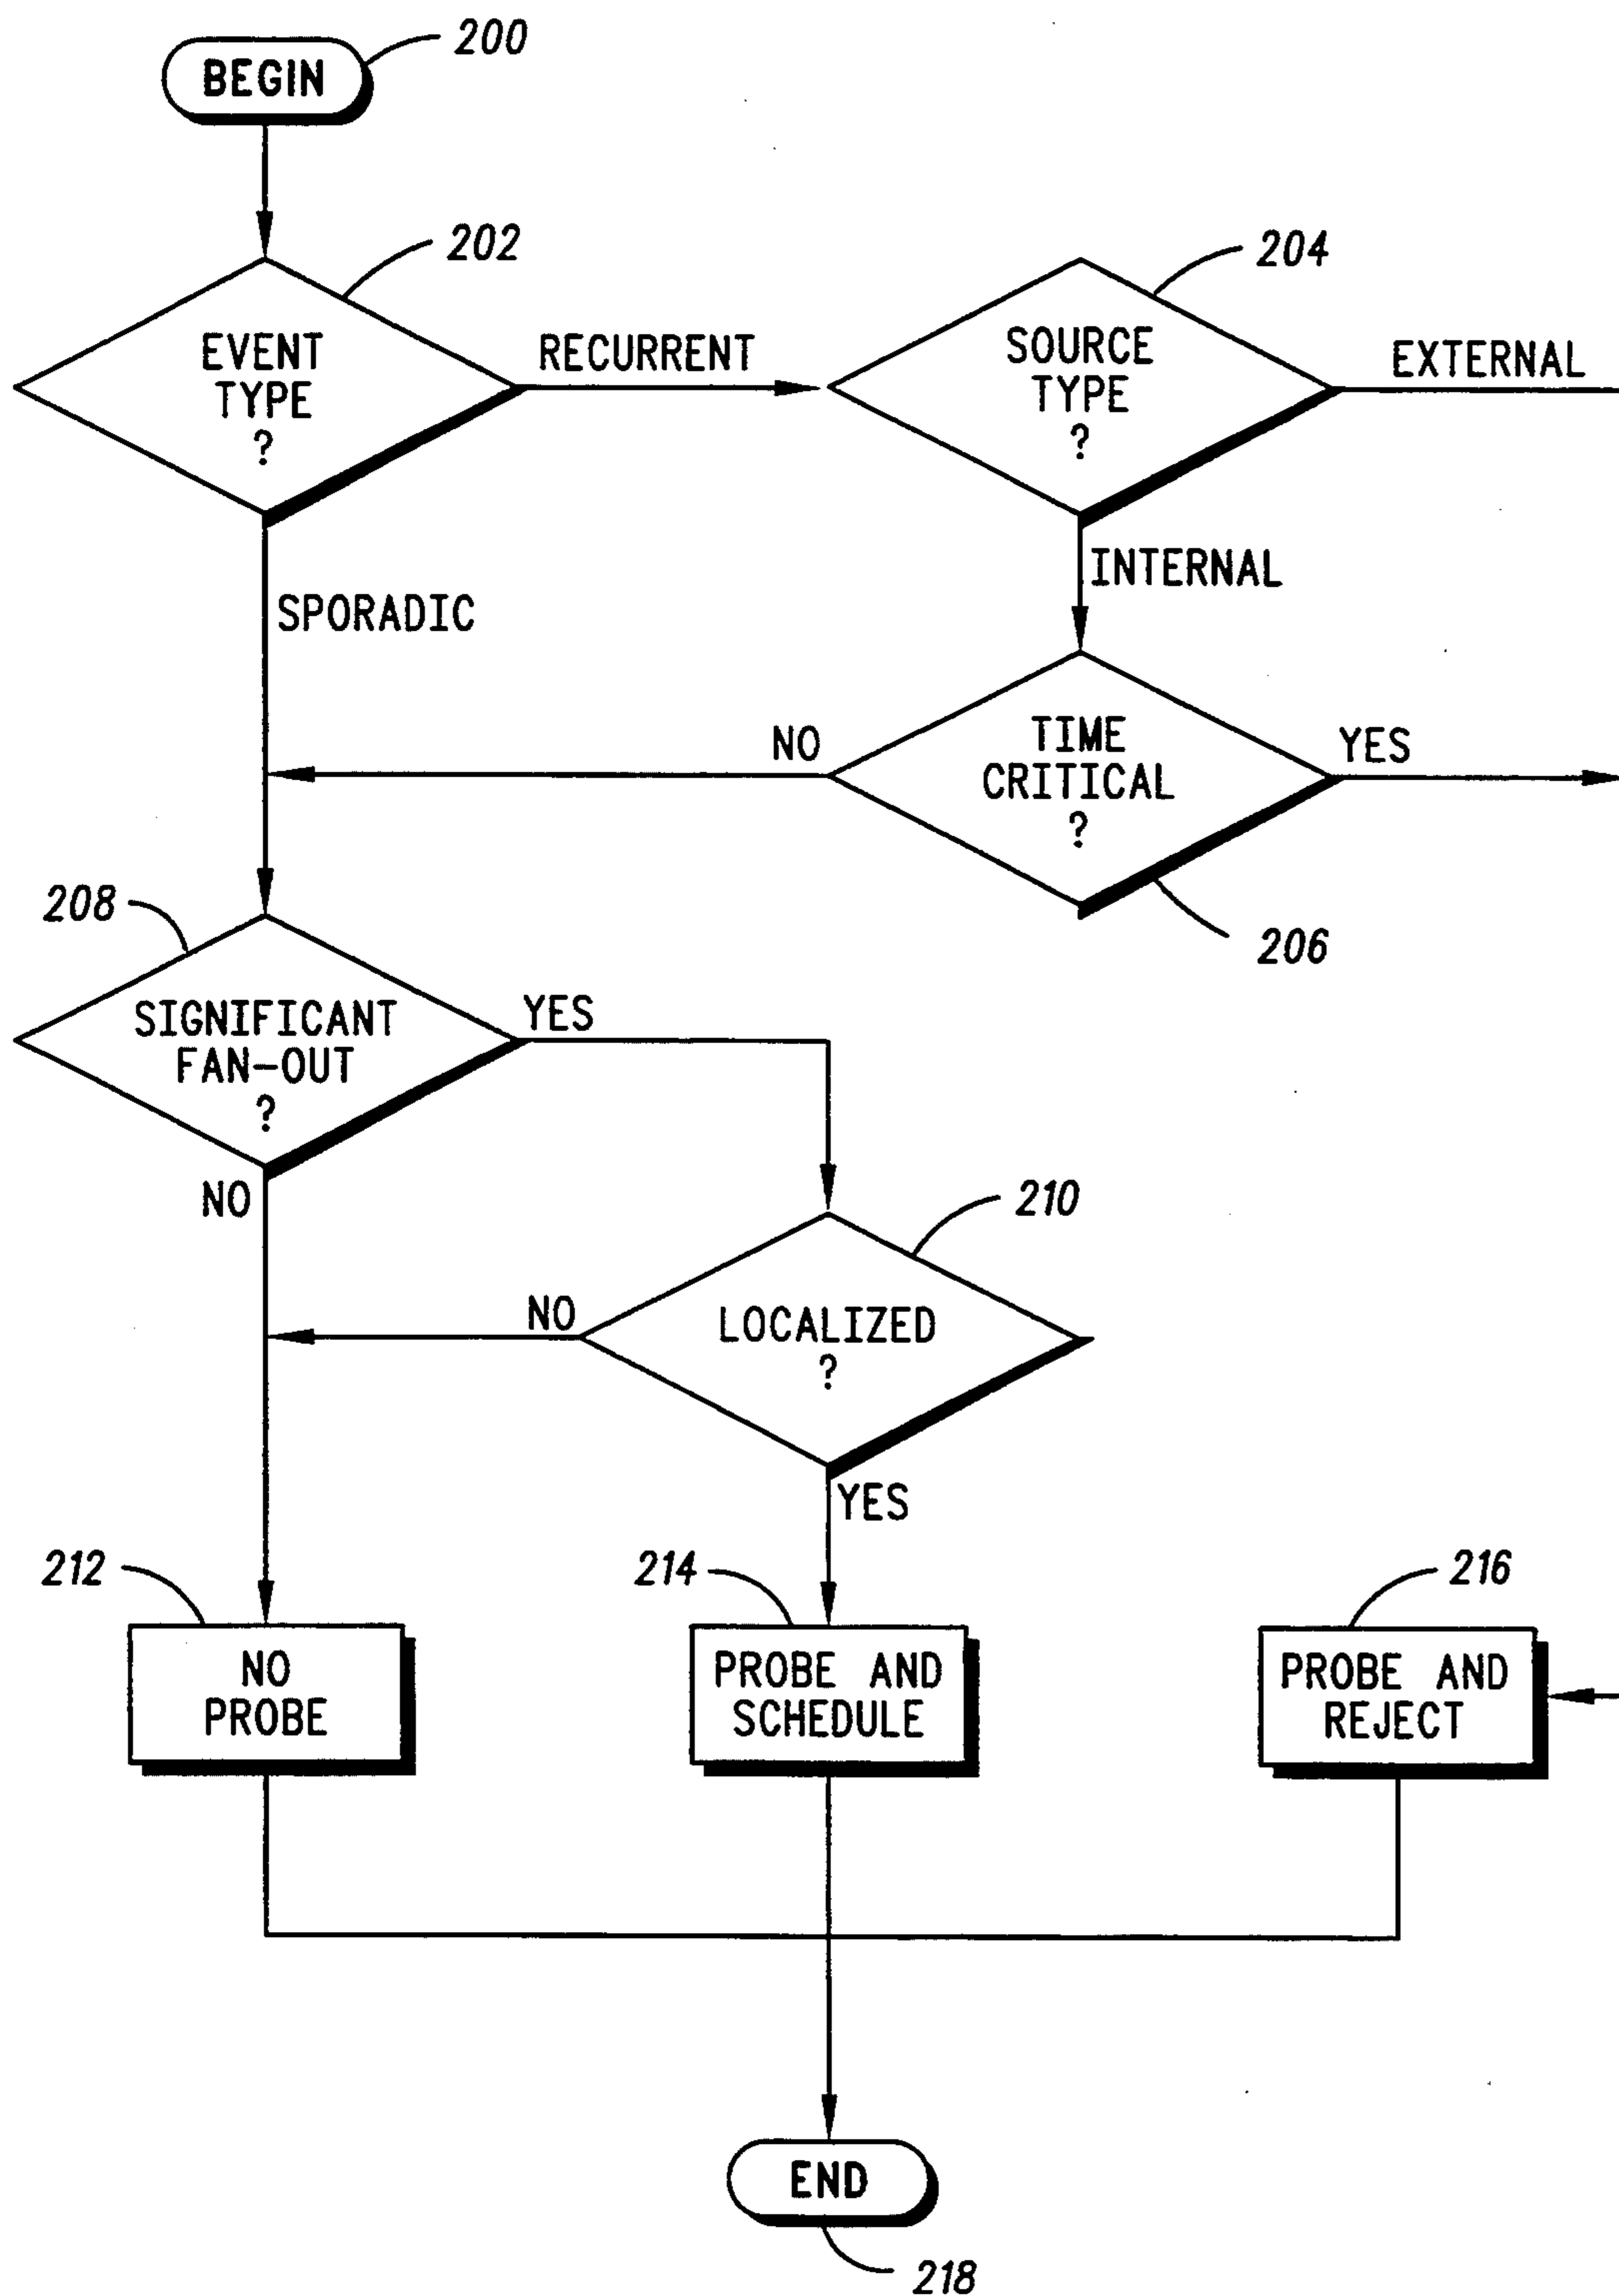 200
BEGIN
202
204
EVENT
TYPE
?
RECURRENT
SOURCE
TYPE
?
EXTERNAL
SPORADIC
INTERNAL
NO
TIME
CRITICAL
?
YES
206
208
SIGNIFICANT
FAN-OUT
?
YES
NO
210
NO
LOCALIZED
?
YES
212
214
216
NO
PROBE
PROBE AND
SCHEDULE
PROBE AND
REJECT
END
218